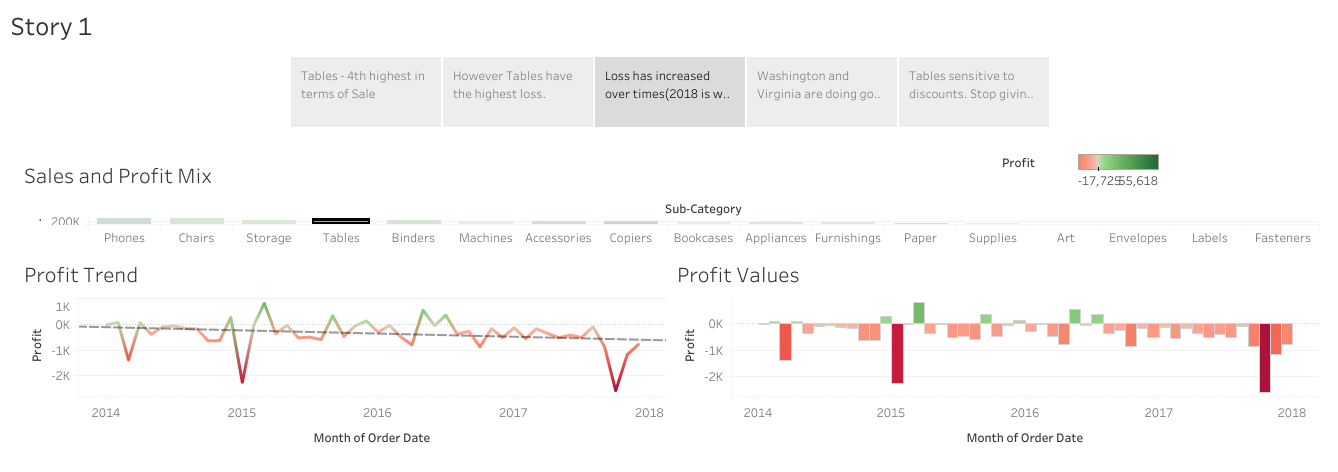 Story 1
Tables - 4th highest in
terms of Sale
However Tables have
the highest loss.
Loss has increased
over times(2018 is w..
Washington and
Virginia are doing go..
Tables sensitive to
discounts. Stop givin..
Profit
-17,725 55,618
Sales and Profit Mix
Sub-Category
200K
Phones Chairs Storage Tables Binders Machines Accessories Copiers Bookcases Appliances Furnishings Paper Supplies Art Envelopes Labels Fasteners
Profit Trend
Profit
1K
0K
-1K
-2K
2014 2015 2016 2017 2018
Month of Order Date
Profit Values
Profit
0K
-1K
-2K
2014 2015 2016 2017 2018
Month of Order Date